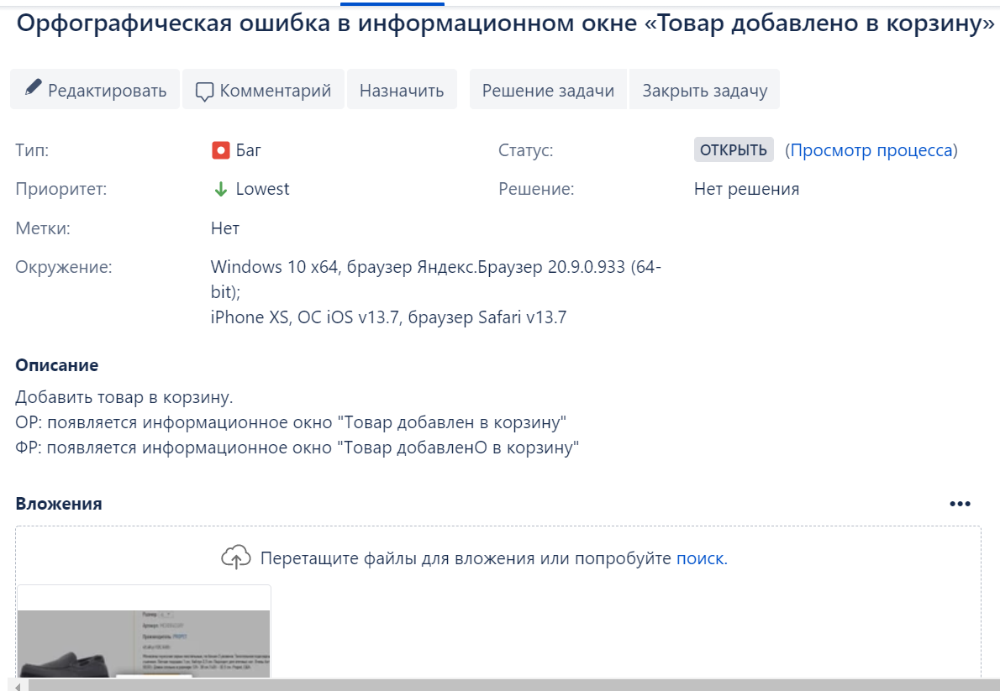 Орфографическая ошибка в информационном окне «Товар добавлено в корзину»
Редактировать Комментарий Назначить Решение задачи Закрыть задачу
Тип: Баг Статус: ОТКРЫТЬ (Просмотр процесса)
Приоритет: Lowest Решение: Нет решения
Метки: Нет
Окружение: Windows 10 x64, браузер Яндекс.Браузер 20.9.0.933 (64-
bit);
iPhone XS, ОС iOS v13.7, браузер Safari v13.7
Описание
Добавить товар в корзину.
ОР: появляется информационное окно "Товар добавлен в корзину"
ФР: появляется информационное окно "Товар добавленО в корзину"
Вложения
Перетащите файлы для вложения или попробуйте поиск.
Размер
Артикул
Производитель